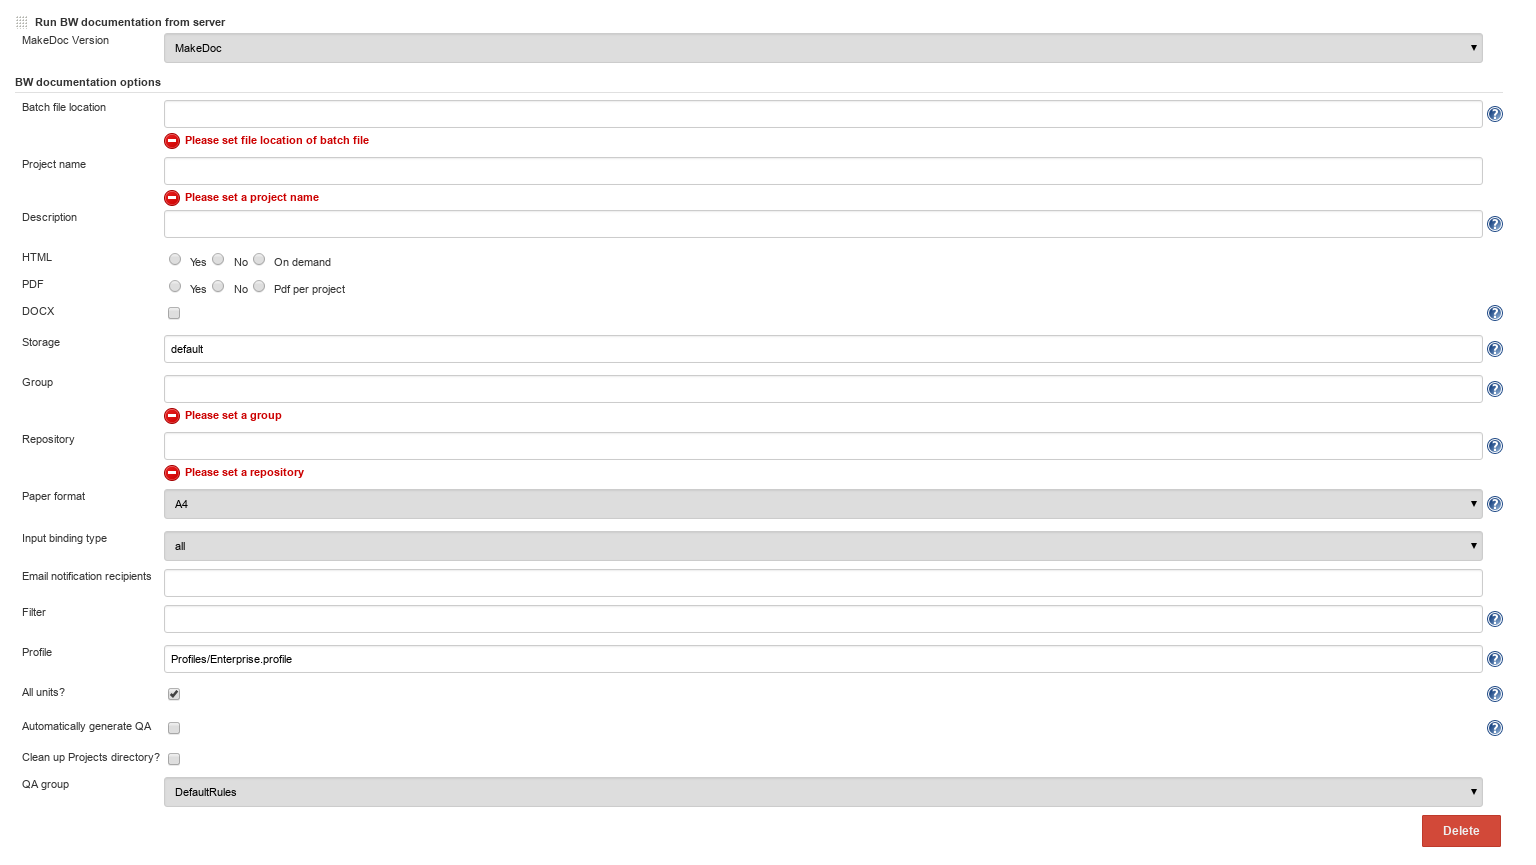 Run BW documentation from server
MakeDoc Version
MakeDoc
BW documentation options
Batch file location
Please set file location of batch file
Project name
Please set a project name
Description
HTML Yes No On demand
PDF Yes No Pdf per project
DOCX
Storage default
Group
Please set a group
Repository
Please set a repository
Paper format A4
Input binding type all
Email notification recipients
Filter
Profile Profiles/Enterprise.profile
All units?
Automatically generate QA
Clean up Projects directory?
QA group DefaultRules
Delete